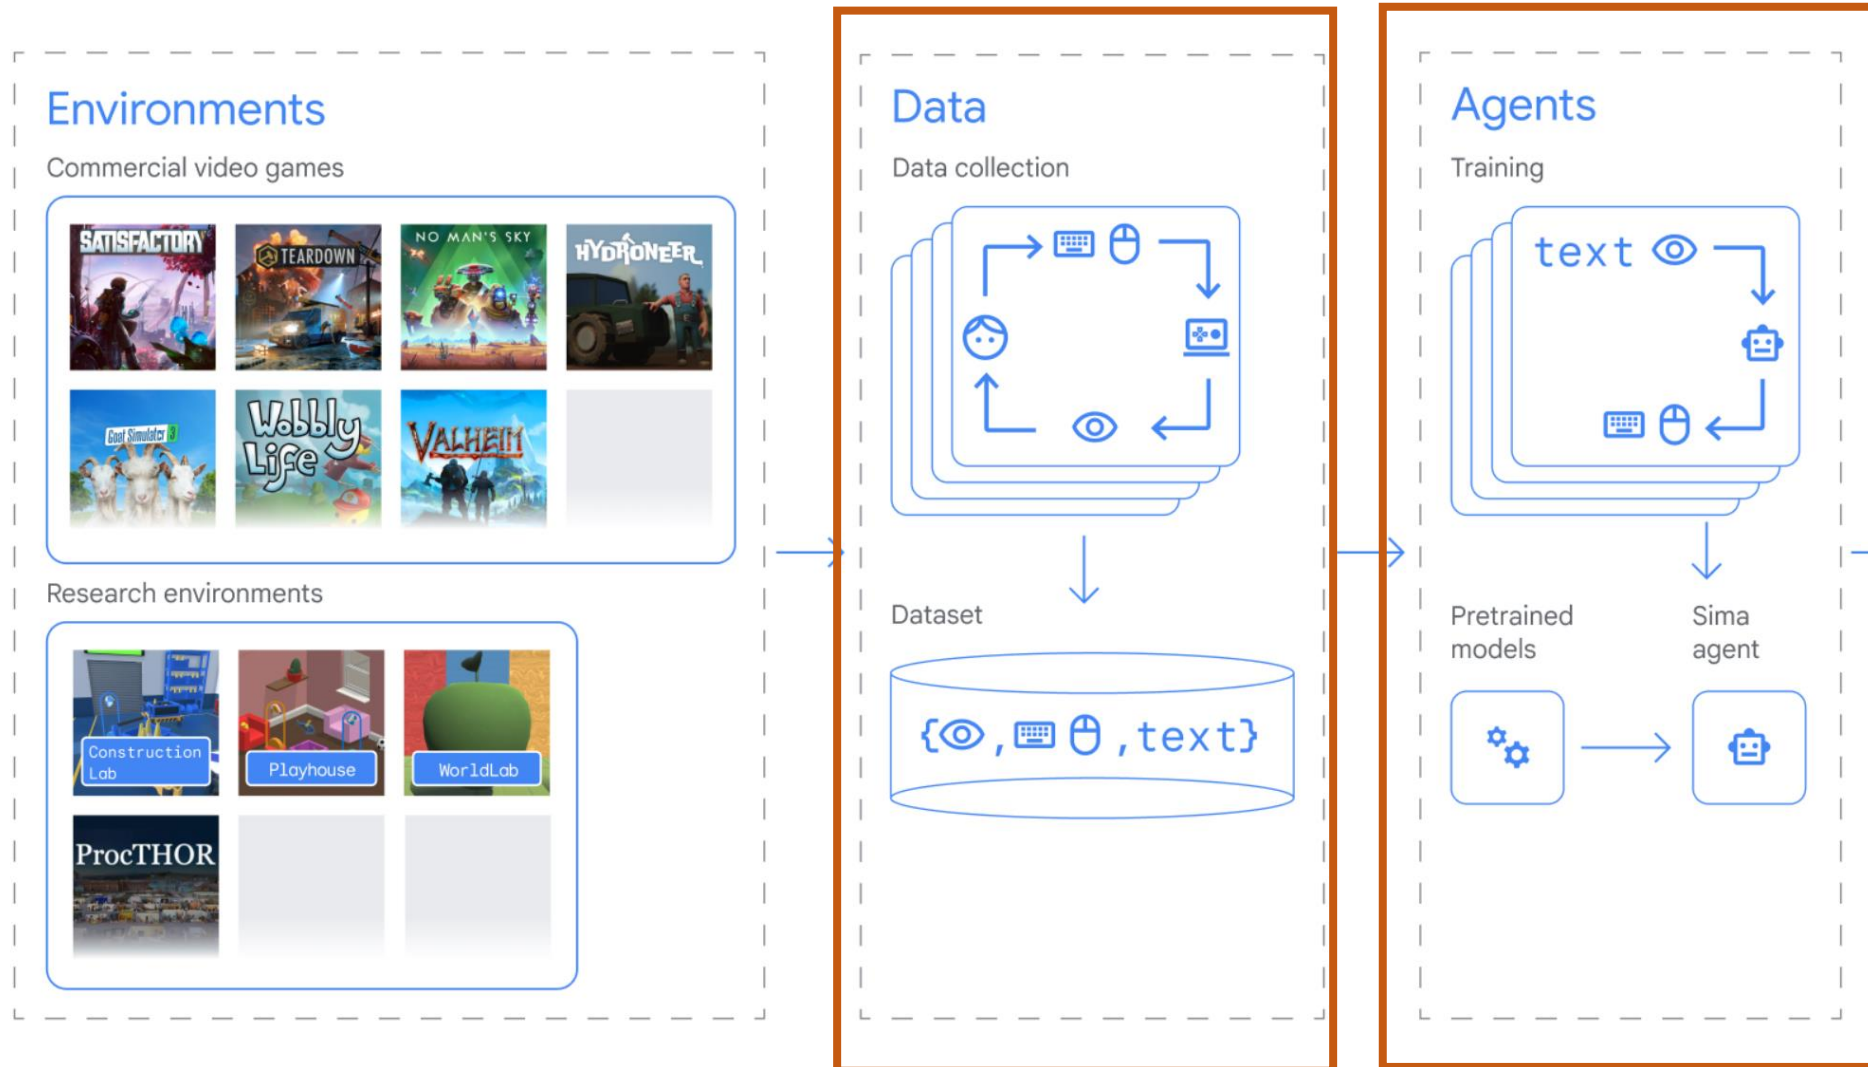 Environments
Commercial video games
SATISFACTORY
TEARDOWN
NO MAN'S SKY
HYDRONEER
Goat Simulator 3
Wobbly
Life
VALHEIM
Research environments
Construction
Lab
Playhouse
WorldLab
ProcTHOR
Data
Data collection
Dataset
{ , , text}
Agents
Training
text
Pretrained
models
Sima
agent